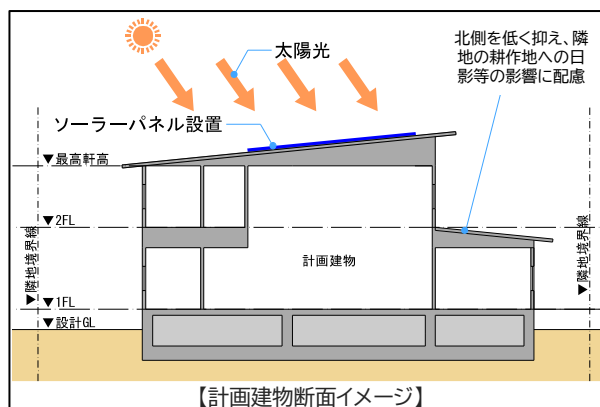 太陽光
北側を低く抑え、隣
地の耕作地への日
影等の影響に配慮
ソーラーパネル設置
▼最高軒高
▼2FL
▼隣地境界線
計画建物
▼隣地境界線
▼1FL
▼設計GL
【計画建物断面イメージ】